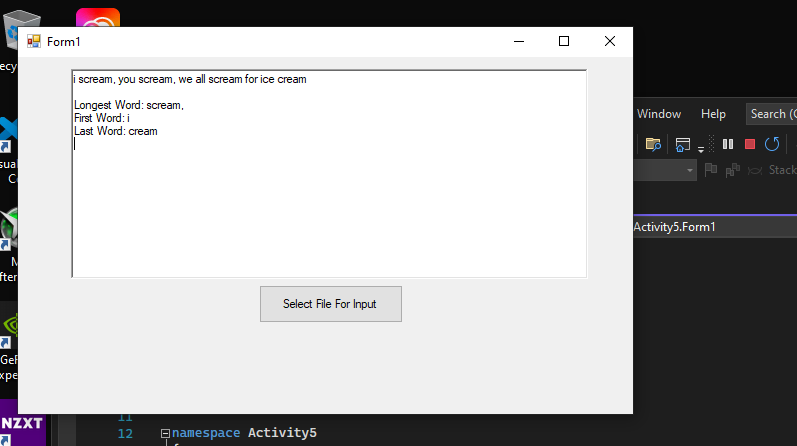 Form1
i scream, you scream, we all scream for ice cream
Longest Word: scream,
First Word: i
Last Word: cream
Select File For Input
Window Help Search (
Stack
Activity5.Form1
11
12 namespace Activity5
NZXT